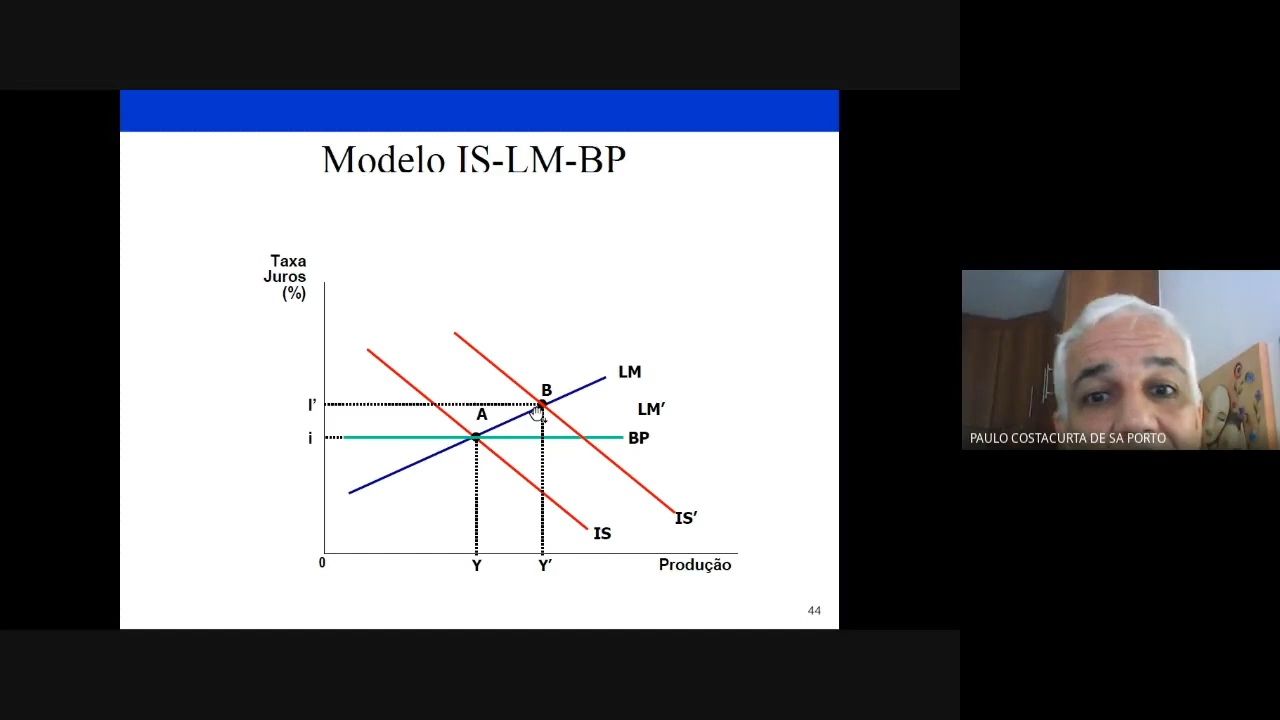 Modelo IS-LM-BP
Taxa
Juros
(%)
LM
B
I’
LM’
A
i
BP
IS’
IS
0
Y
Y’
Produção
44
PAULO COSTACURTA DE SA PORTO